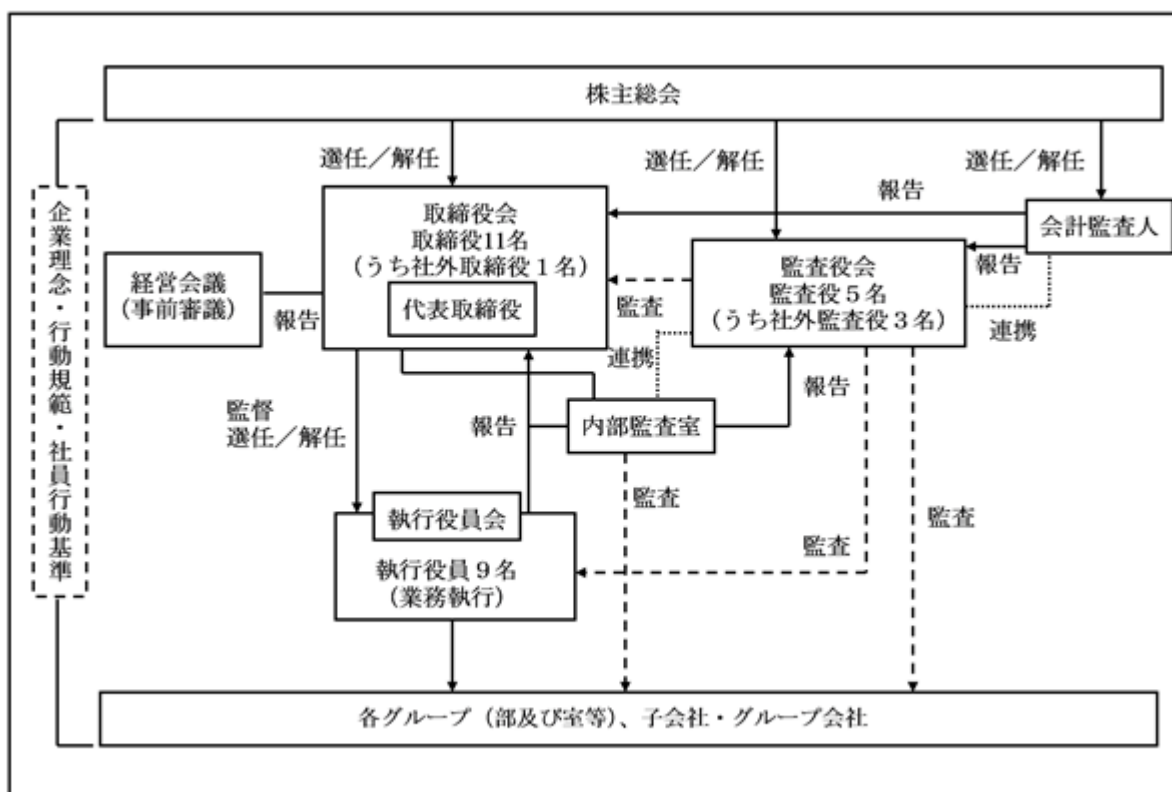 株主総会
選任／解任
選任／解任
選任／解任
企業理念・行動規範・社員行動基準
取締役会
取締役11名
（うち社外取締役１名）
代表取締役
報告
会計監査人
経営会議
（事前審議）
報告
監査
監査役会
監査役５名
（うち社外監査役３名）
報告
連携
連携
監督
選任／解任
報告
内部監査室
報告
監査
執行役員会
執行役員９名
（業務執行）
監査
監査
各グループ（部及び室等）、子会社・グループ会社